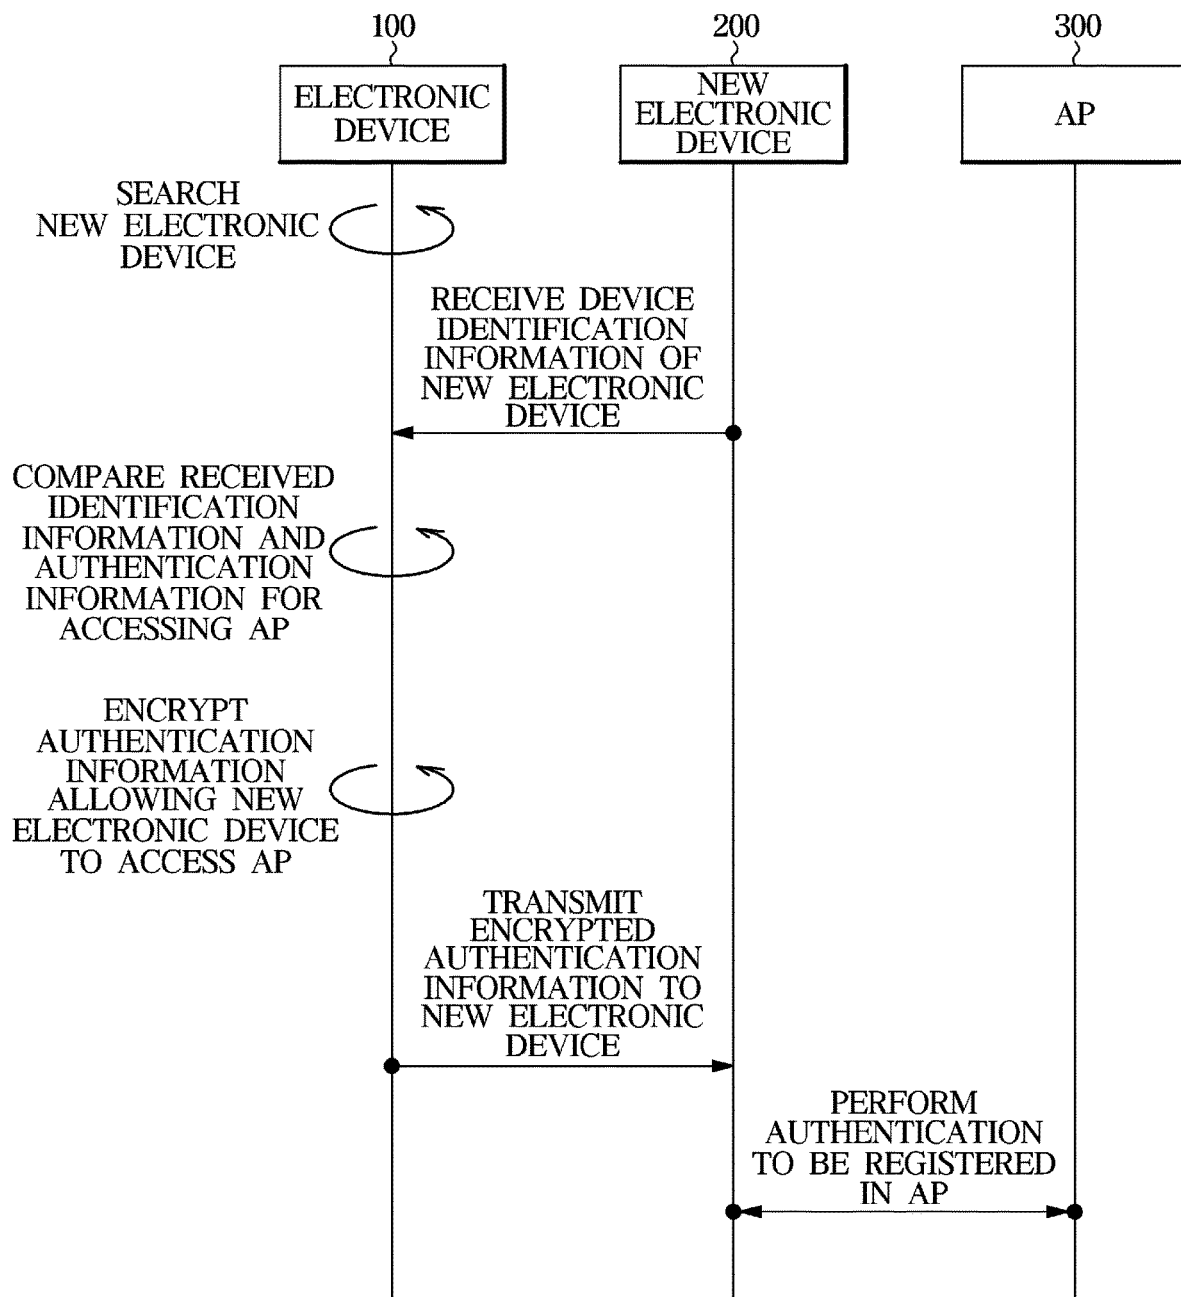 100
200
300
ELECTRONIC
DEVICE
NEW
ELECTRONIC
DEVICE
AP
SEARCH
NEW ELECTRONIC
DEVICE
RECEIVE DEVICE
IDENTIFICATION
INFORMATION OF
NEW ELECTRONIC
DEVICE
COMPARE RECEIVED
IDENTIFICATION
INFORMATION AND
AUTHENTICATION
INFORMATION FOR
ACCESSING AP
ENCRYPT
AUTHENTICATION
INFORMATION
ALLOWING NEW
ELECTRONIC DEVICE
TO ACCESS AP
TRANSMIT
ENCRYPTED
AUTHENTICATION
INFORMATION TO
NEW ELECTRONIC
DEVICE
PERFORM
AUTHENTICATION
TO BE REGISTERED
IN AP